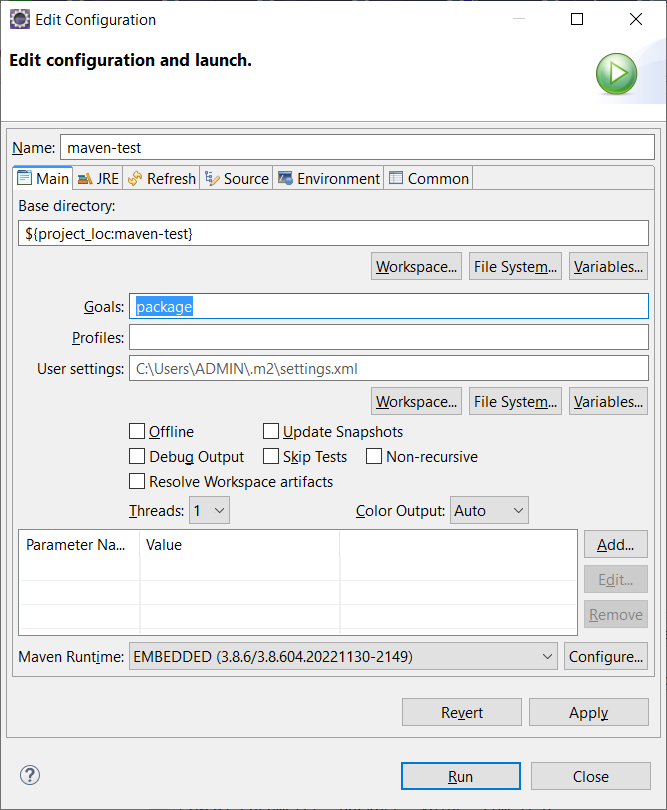 Edit Configuration
Edit configuration and launch.
Name: maven-test
Main JRE Refresh Source Environment Common
Base directory:
${project_loc:maven-test}
Workspace... File System... Variables...
Goals: package
Profiles:
User settings: C:\Users\ADMIN\.m2\settings.xml
Workspace... File System... Variables...
Offline Update Snapshots
Debug Output Skip Tests Non-recursive
Resolve Workspace artifacts
Threads: 1 Color Output: Auto
Parameter Na... Value Add...
Edit...
Remove
Maven Runtime: EMBEDDED (3.8.6/3.8.604.20221130-2149) Configure...
Revert Apply
? Run Close